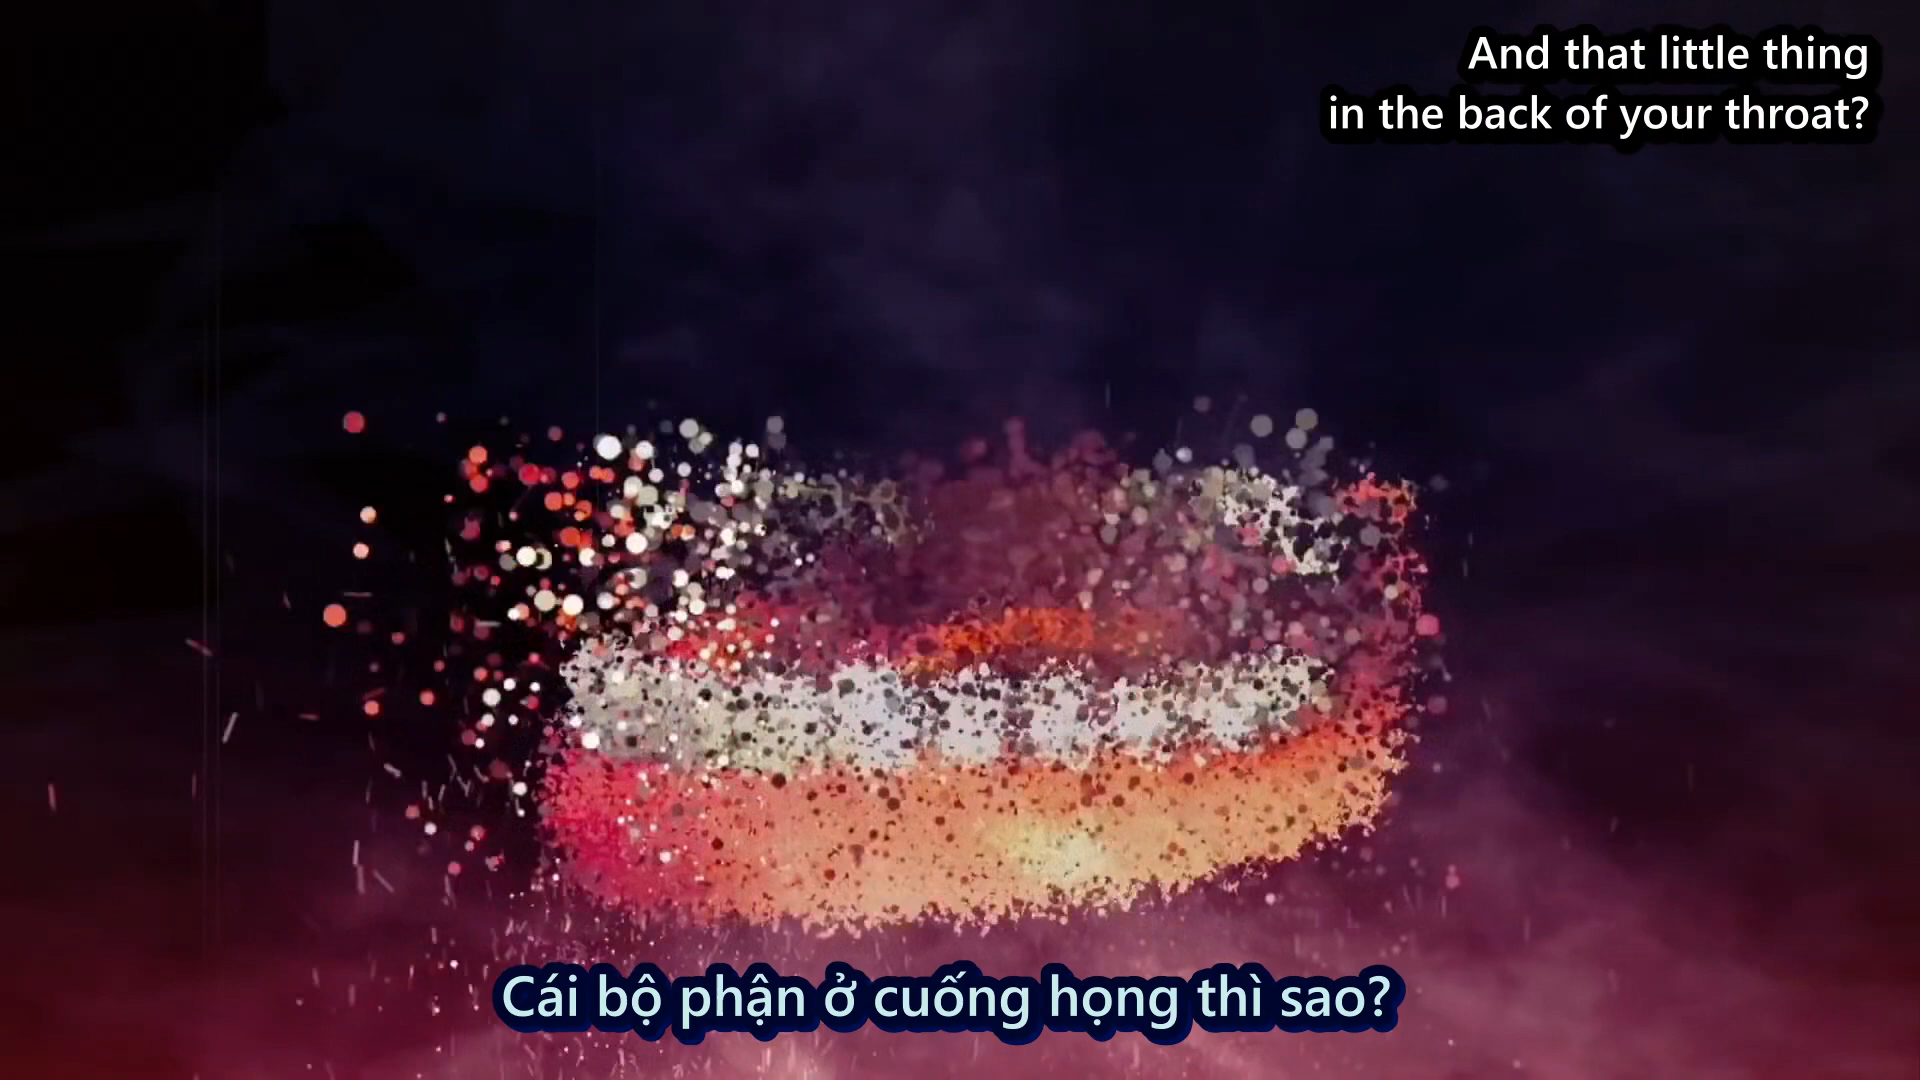 And that little thing
in the back of your throat?
Cái bộ phận ở cuống họng thì sao?